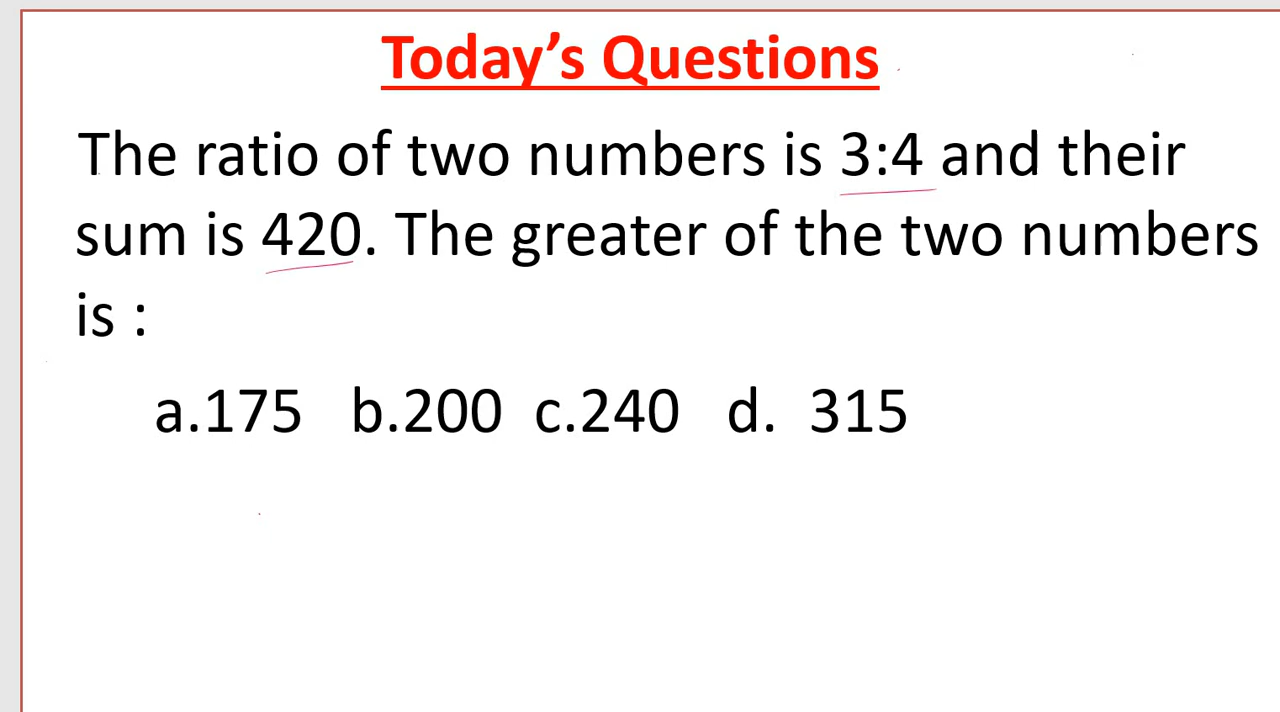 Today’s Questions
The ratio of two numbers is 3:4 and their
sum is 420. The greater of the two numbers
is :
a.175 b.200 c.240 d. 315